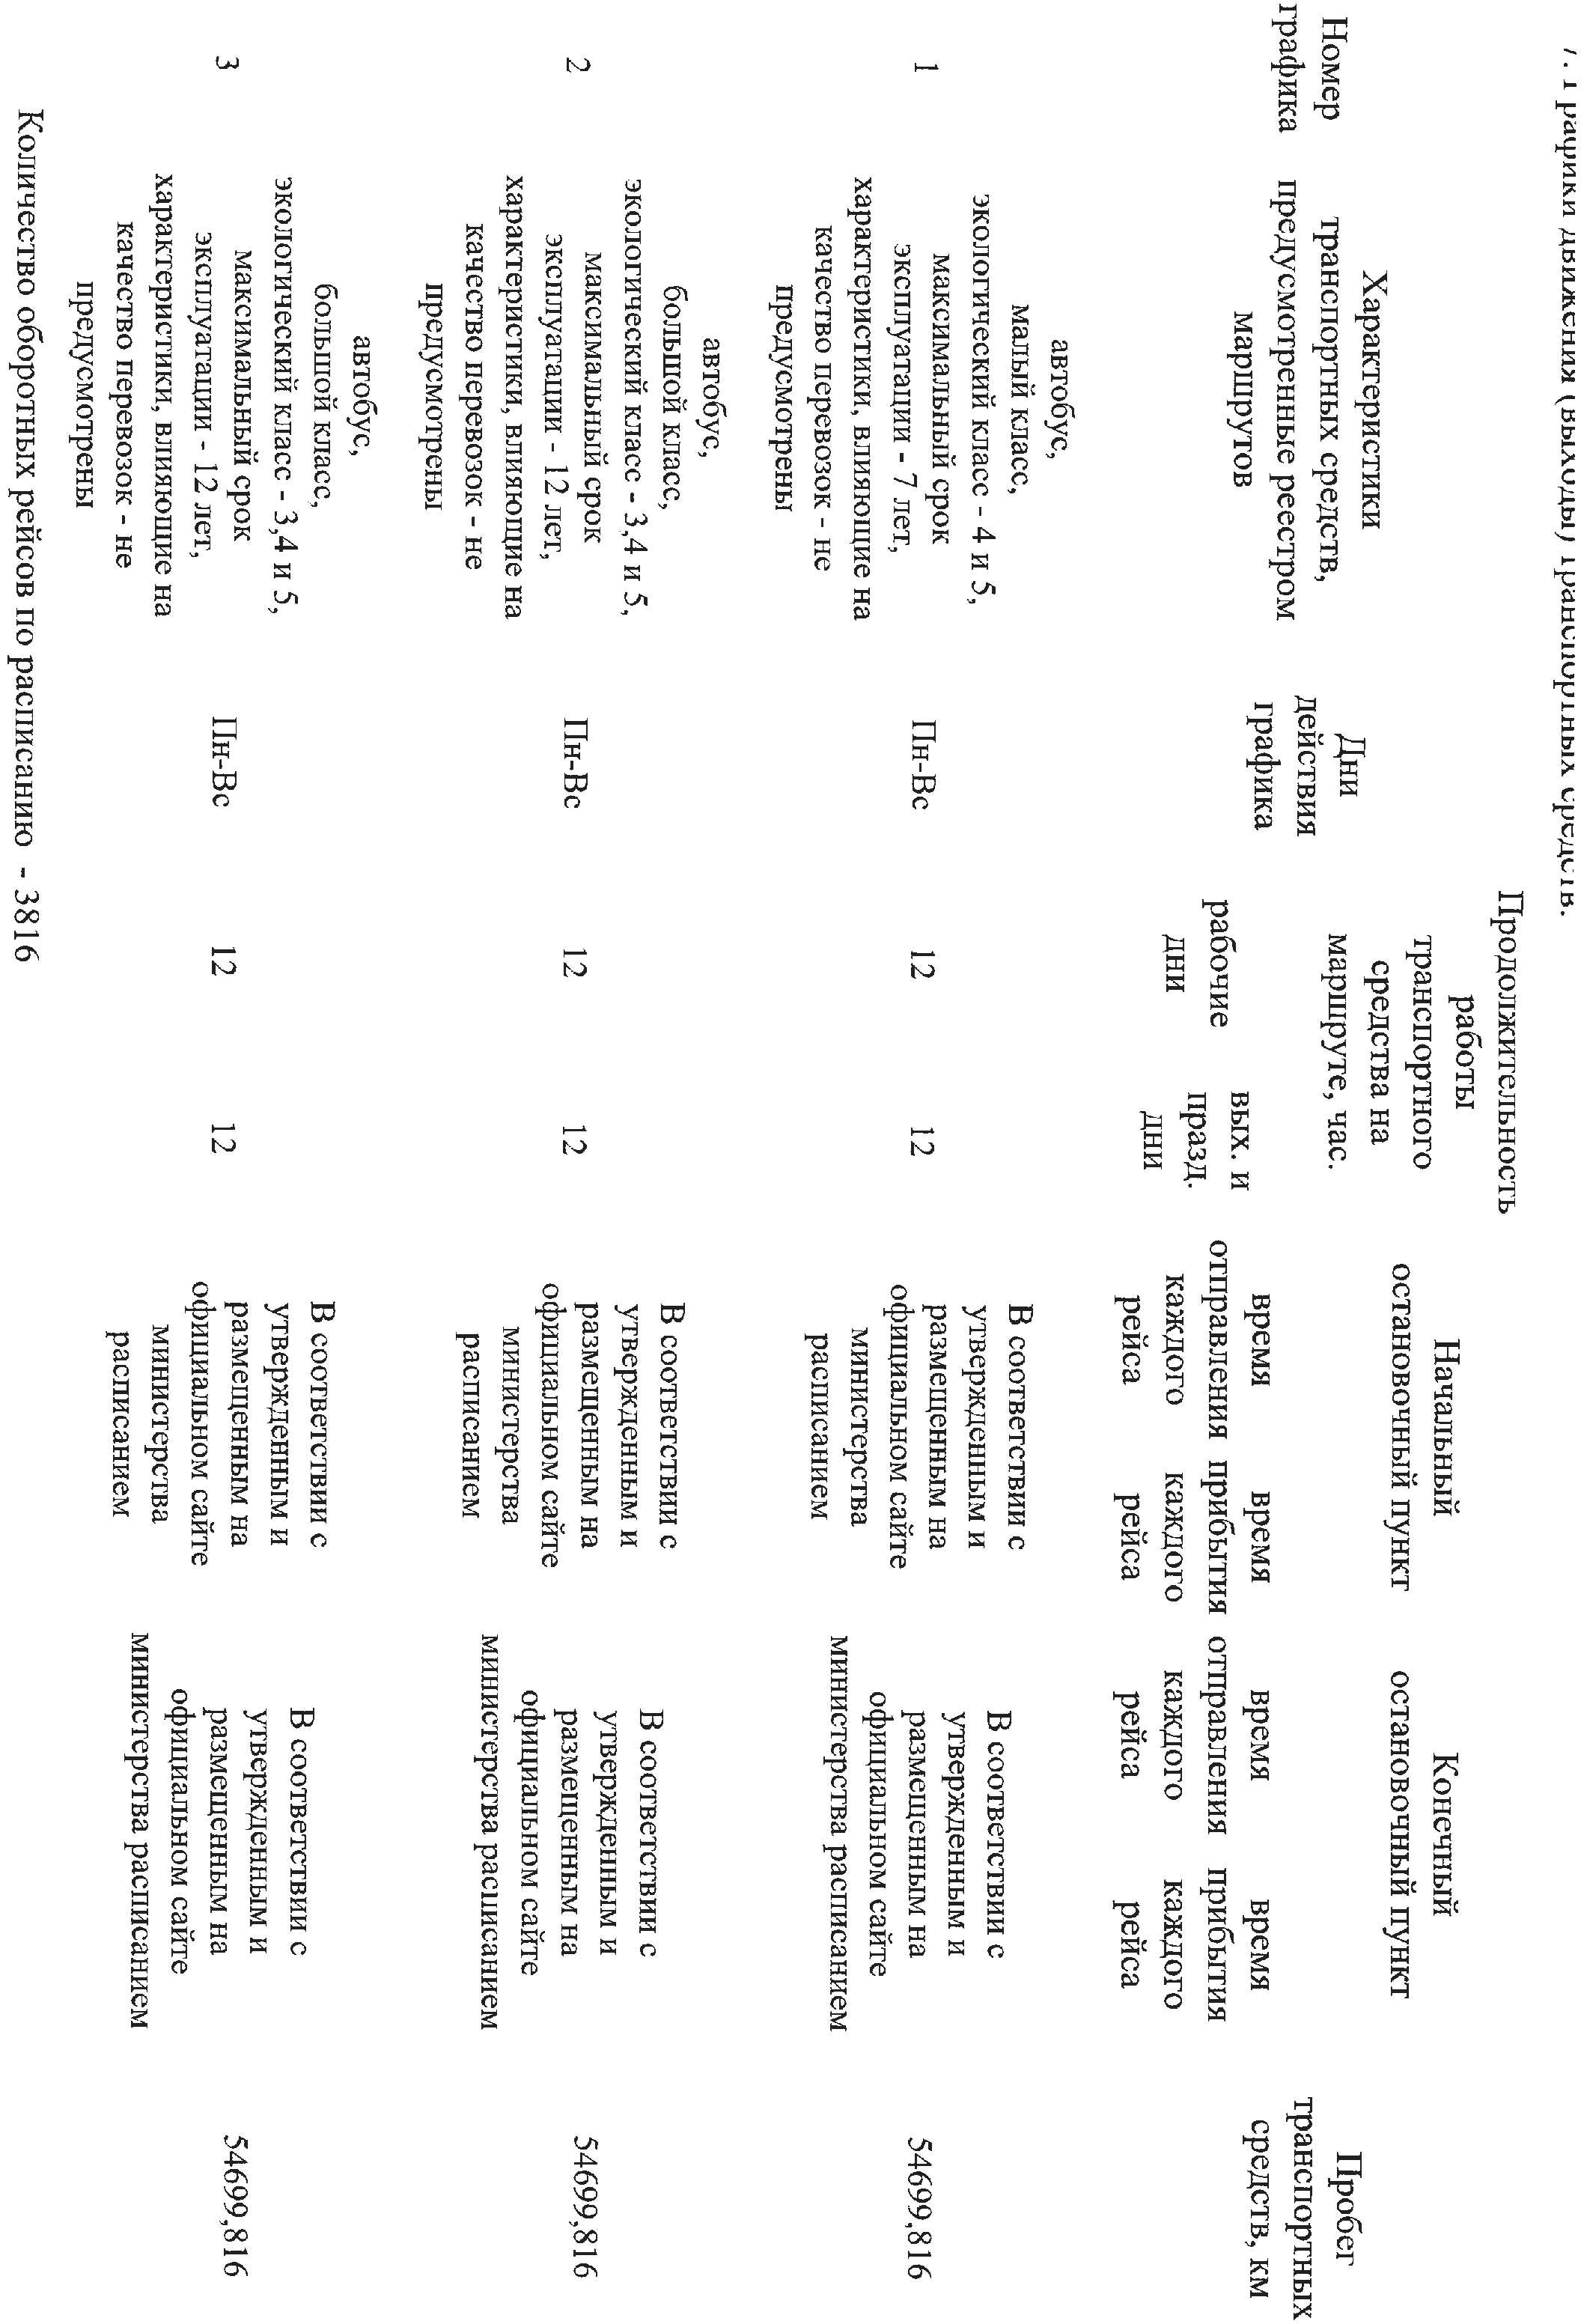 7. Графики движения (выходы) транспортных средств.
Номер
графика
Характеристики
транспортных средств,
предусмотренные реестром
маршрутов
Дни
действия
графика
Продолжительность
работы
транспортного
средства на
маршруте, час.
рабочие
дни
вых. и
празд.
дни
Начальный
остановочный пункт
время
отправления
каждого
рейса
время
прибытия
каждого
рейса
Конечный
остановочный пункт
время
отправления
каждого
рейса
время
прибытия
каждого
рейса
Пробег
транспортных
средств, км
1
автобус,
малый класс,
экологический класс - 4 и 5,
максимальный срок
эксплуатации - 7 лет,
характеристики, влияющие на
качество перевозок - не
предусмотрены
Пн-Вс
12
12
В соответствии с
утвержденным и
размещенным на
официальном сайте
министерства
расписанием
В соответствии с
утвержденным и
размещенным на
официальном сайте
министерства расписанием
54699,816
2
автобус,
большой класс,
экологический класс - 3,4 и 5,
максимальный срок
эксплуатации - 12 лет,
характеристики, влияющие на
качество перевозок - не
предусмотрены
Пн-Вс
12
12
В соответствии с
утвержденным и
размещенным на
официальном сайте
министерства
расписанием
В соответствии с
утвержденным и
размещенным на
официальном сайте
министерства расписанием
54699,816
3
автобус,
большой класс,
экологический класс - 3,4 и 5,
максимальный срок
эксплуатации - 12 лет,
характеристики, влияющие на
качество перевозок - не
предусмотрены
Пн-Вс
12
12
В соответствии с
утвержденным и
размещенным на
официальном сайте
министерства
расписанием
В соответствии с
утвержденным и
размещенным на
официальном сайте
министерства расписанием
54699,816
Количество оборотных рейсов по расписанию - 3816